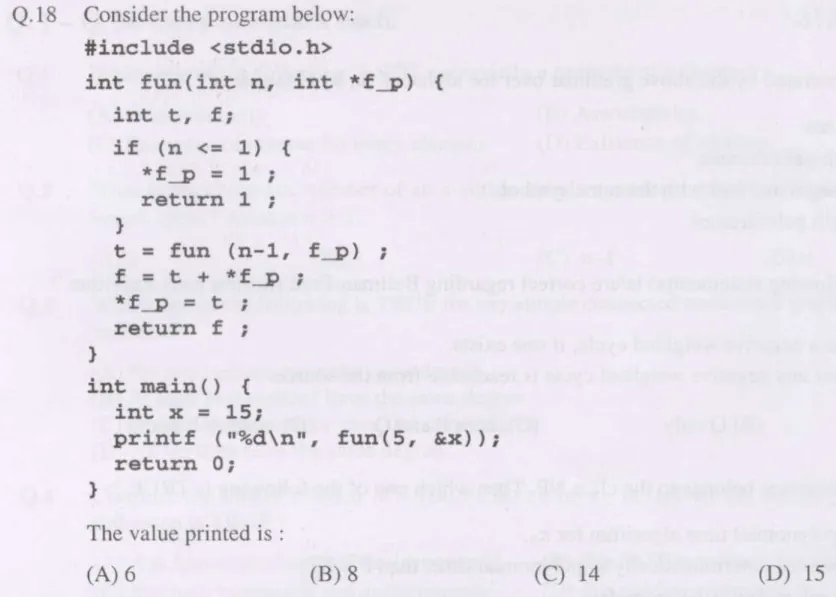 Q.18 Consider the program below:
#include <stdio.h>
int fun(int n, int *f_p) {
int t, f;
if (n <= 1) {
*f_p = 1 ;
return 1 ;
}
t = fun (n-1, f_p) ;
f = t + *f_p ;
*f_p = t ;
return f ;
}
int main() {
int x = 15;
printf ("%d\n", fun(5, &x));
return 0;
}
The value printed is :
(A) 6 (B) 8 (C) 14 (D) 15